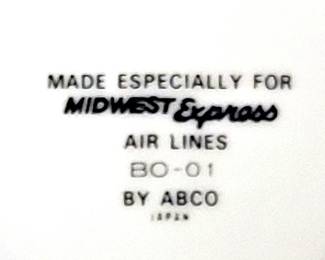 MADE ESPECIALLY FOR
MIDWEST Express
AIR LINES
BO-01
BY ABCO
JAPAN